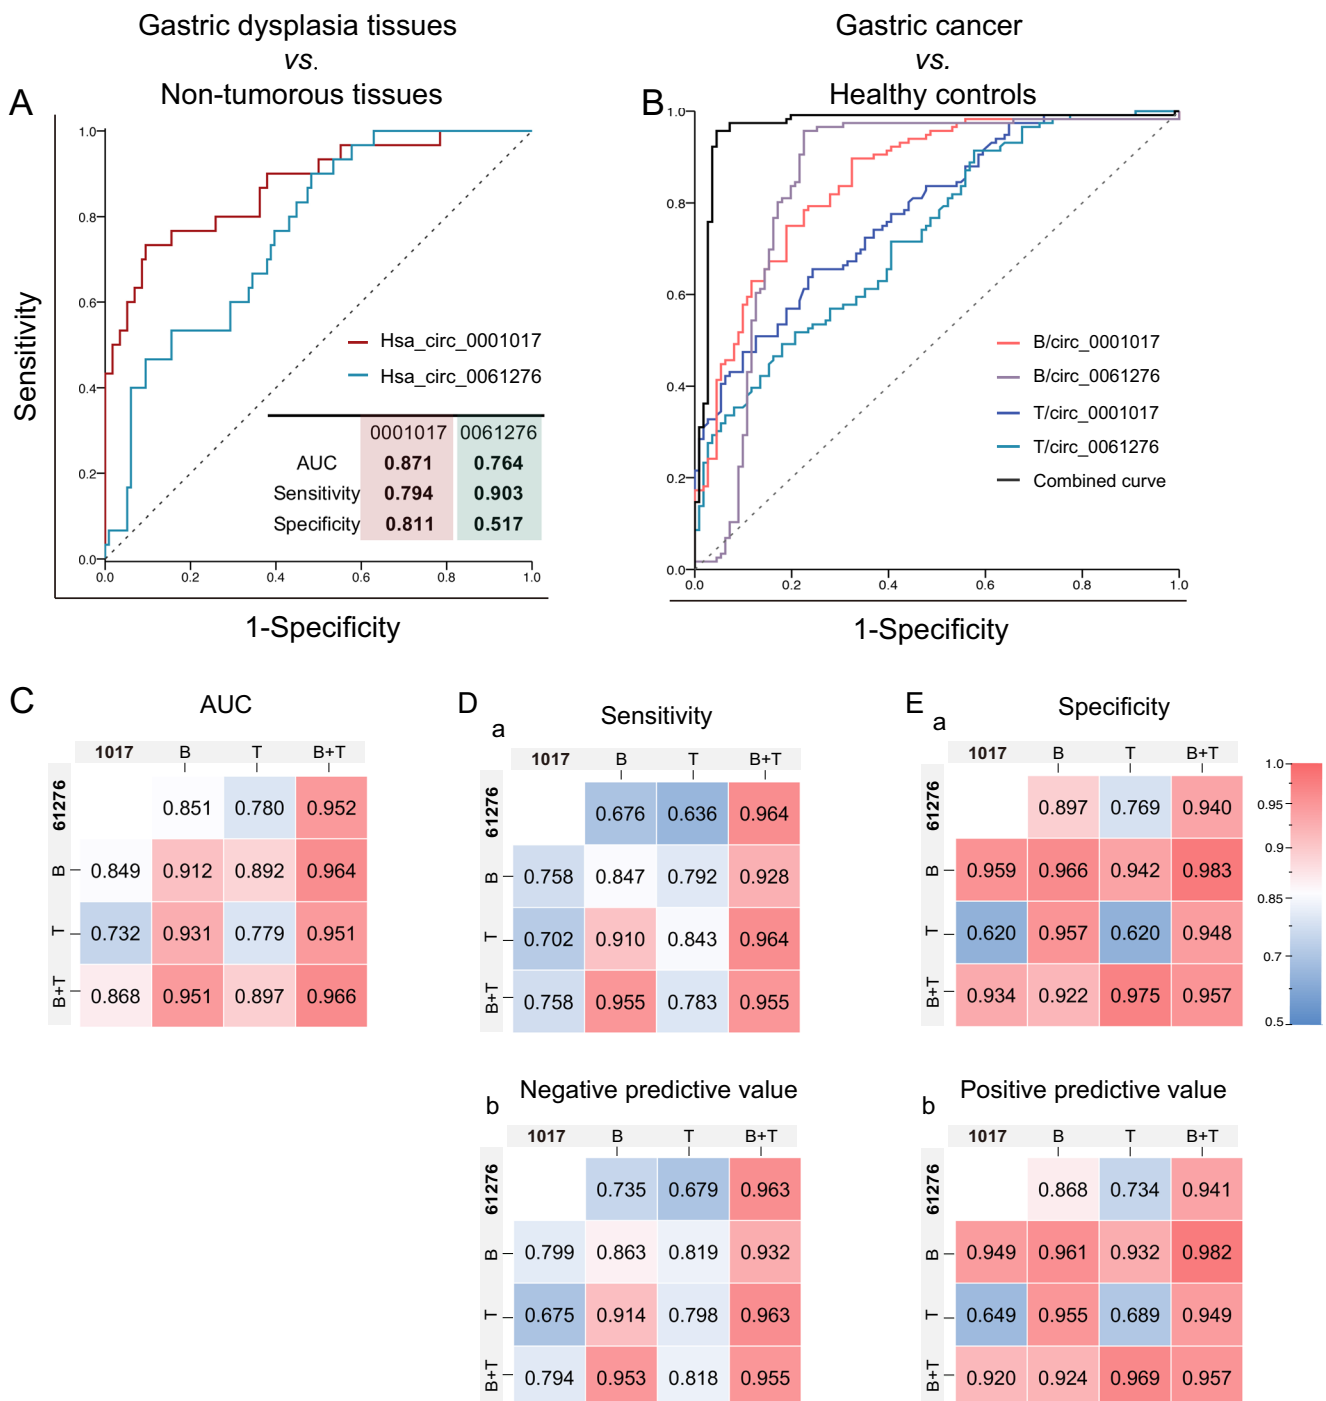 Gastric dysplasia tissues
vs.
Non-tumorous tissues
Gastric cancer
vs.
Healthy controls
A
1.0
0.8
0.6
0.4
0.2
0.0
0.0 0.2 0.4 0.6 0.8 1.0
Sensitivity
1-Specificity
Hsa_circ_0001017
Hsa_circ_0061276
0001017 0061276
AUC 0.871 0.764
Sensitivity 0.794 0.903
Specificity 0.811 0.517
B
1.0
0.8
0.6
0.4
0.2
0.0
0.0 0.2 0.4 0.6 0.8 1.0
1-Specificity
B/circ_0001017
B/circ_0061276
T/circ_0001017
T/circ_0061276
Combined curve
C
AUC
1017 B T B+T
61276 0.851 0.780 0.952
B 0.849 0.912 0.892 0.964
T 0.732 0.931 0.779 0.951
B+T 0.868 0.951 0.897 0.966
D
a
Sensitivity
1017 B T B+T
61276 0.676 0.636 0.964
B 0.758 0.847 0.792 0.928
T 0.702 0.910 0.843 0.964
B+T 0.758 0.955 0.783 0.955
E
a
Specificity
1017 B T B+T
61276 0.897 0.769 0.940
B 0.959 0.966 0.942 0.983
T 0.620 0.957 0.620 0.948
B+T 0.934 0.922 0.975 0.957
1.0
0.95
0.9
0.85
0.7
0.5
b
Negative predictive value
1017 B T B+T
61276 0.735 0.679 0.963
B 0.799 0.863 0.819 0.932
T 0.675 0.914 0.798 0.963
B+T 0.794 0.953 0.818 0.955
b
Positive predictive value
1017 B T B+T
61276 0.868 0.734 0.941
B 0.949 0.961 0.932 0.982
T 0.649 0.955 0.689 0.949
B+T 0.920 0.924 0.969 0.957